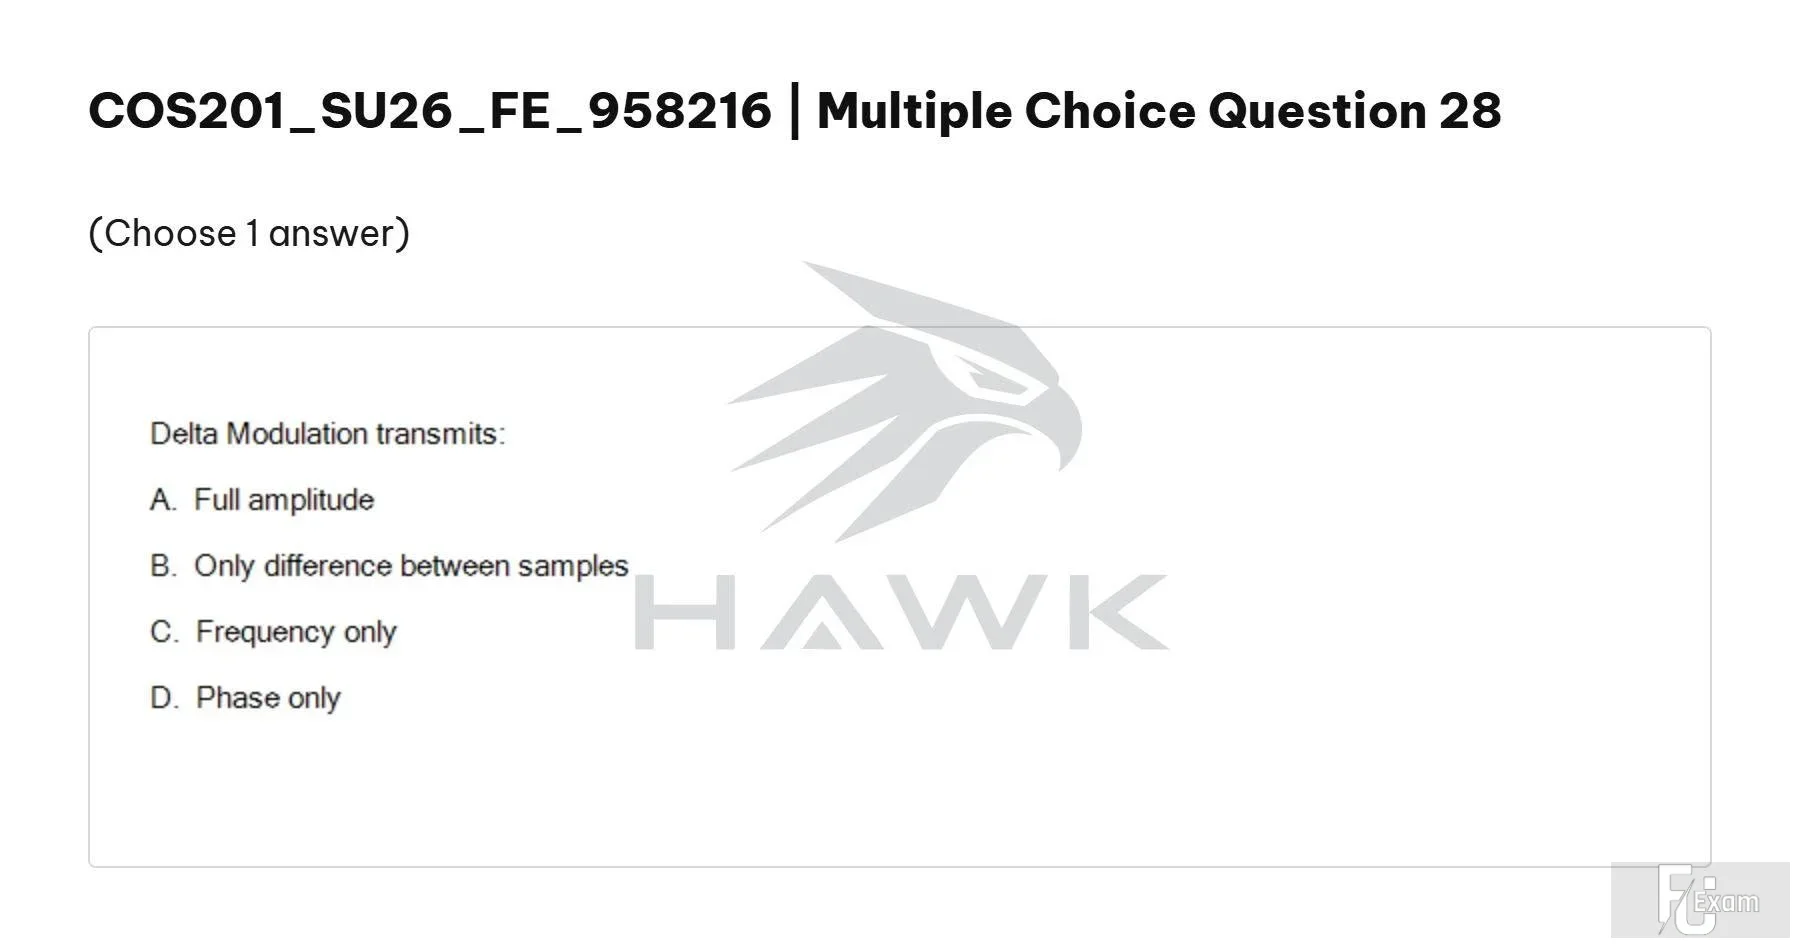 COS201_SU26_FE_958216 | Multiple Choice Question 28
(Choose 1 answer)
Delta Modulation transmits:
A. Full amplitude
B. Only difference between samples
C. Frequency only
D. Phase only
HAWK
FU Exam